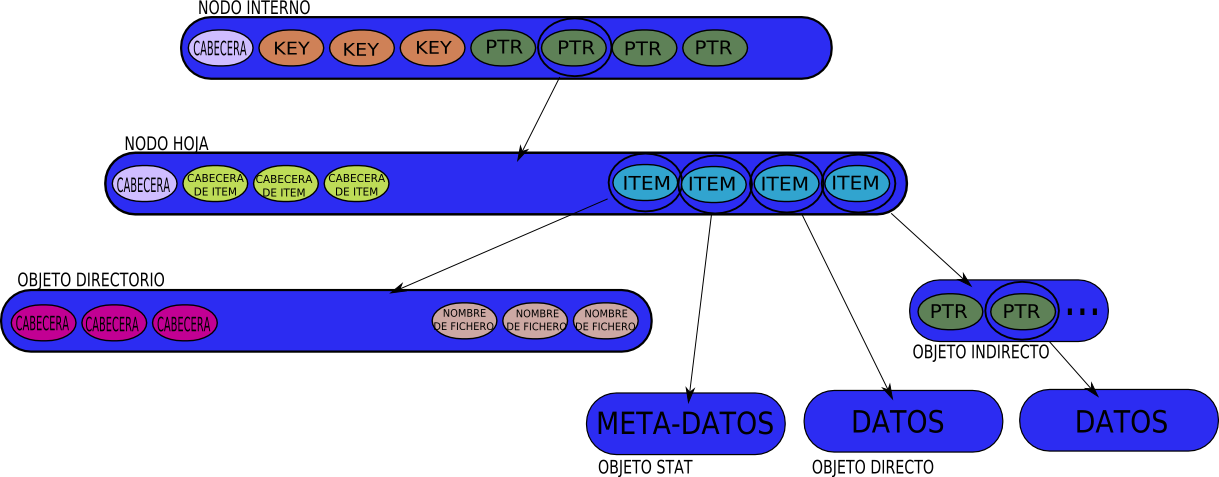 NODO INTERNO
CABECERA KEY KEY KEY PTR PTR PTR PTR
NODO HOJA
CABECERA CABECERA DE ITEM CABECERA DE ITEM CABECERA DE ITEM ITEM ITEM ITEM ITEM
OBJETO DIRECTORIO
CABECERA CABECERA CABECERA NOMBRE DE FICHERO NOMBRE DE FICHERO NOMBRE DE FICHERO
PTR PTR ...
OBJETO INDIRECTO
META-DATOS
OBJETO STAT
DATOS
OBJETO DIRECTO
DATOS